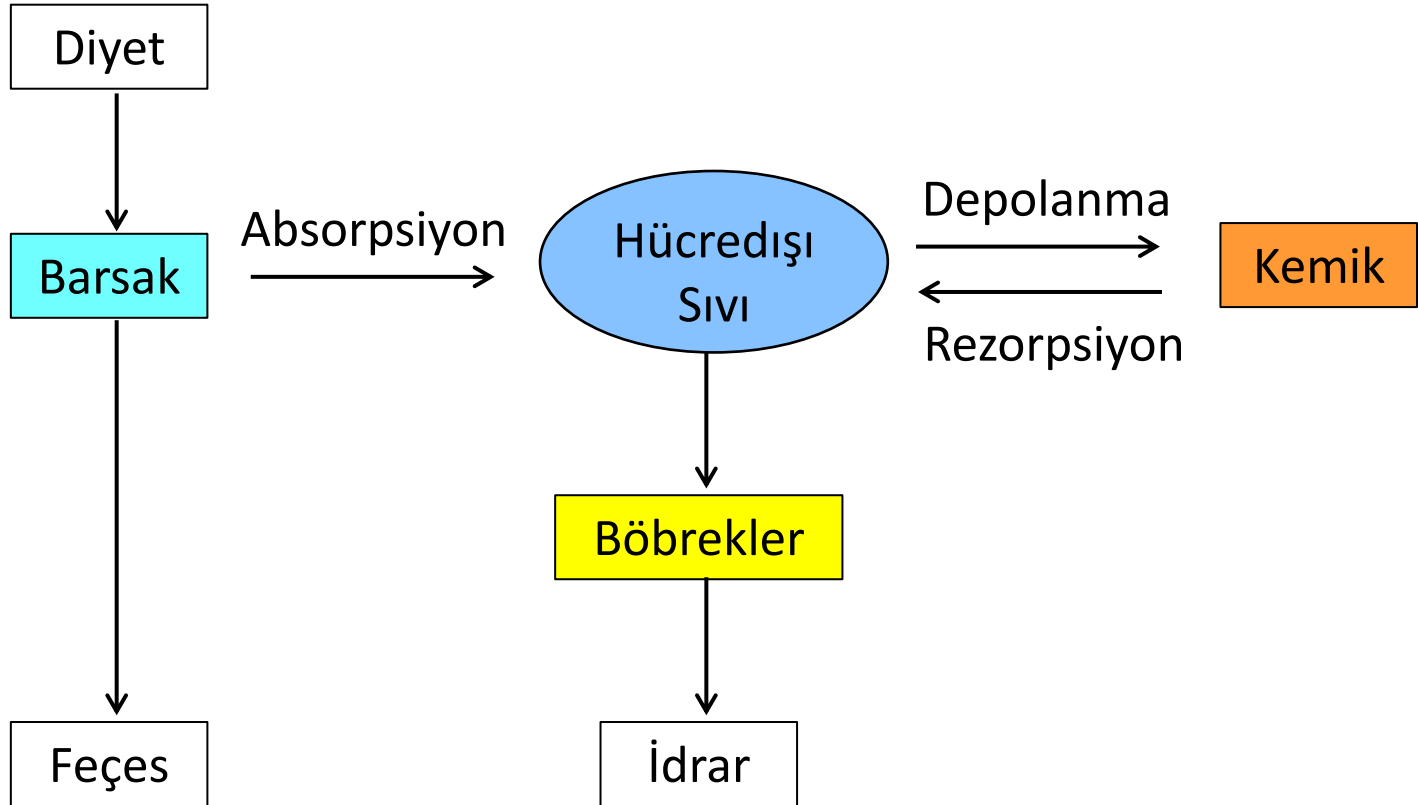 Diyet
Barsak
Absorpsiyon
Hücredışı
Sıvı
Depolanma
Rezorpsiyon
Kemik
Böbrekler
Feçes
İdrar